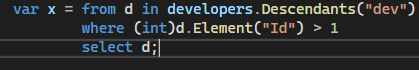 var x = from d in developers.Descendants("dev")
where (int)d.Element("Id") > 1
select d;